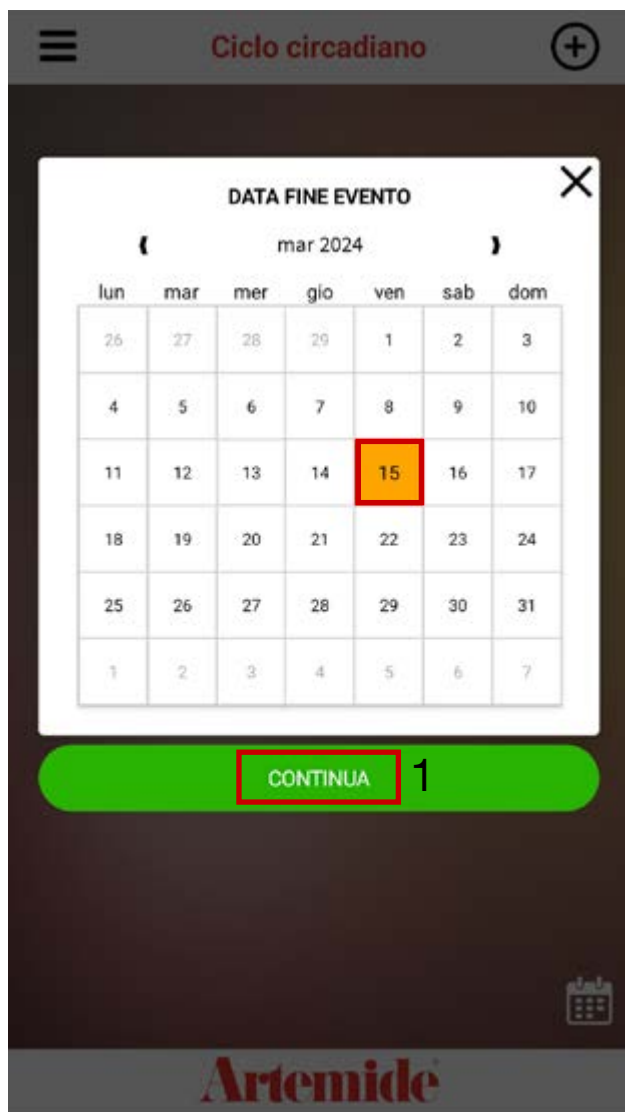 Ciclo circadiano
DATA FINE EVENTO
mar 2024
lun mar mer gio ven sab dom
26 27 28 29 1 2 3
4 5 6 7 8 9 10
11 12 13 14 15 16 17
18 19 20 21 22 23 24
25 26 27 28 29 30 31
1 2 3 4 5 6 7
CONTINUA 1
Artemide